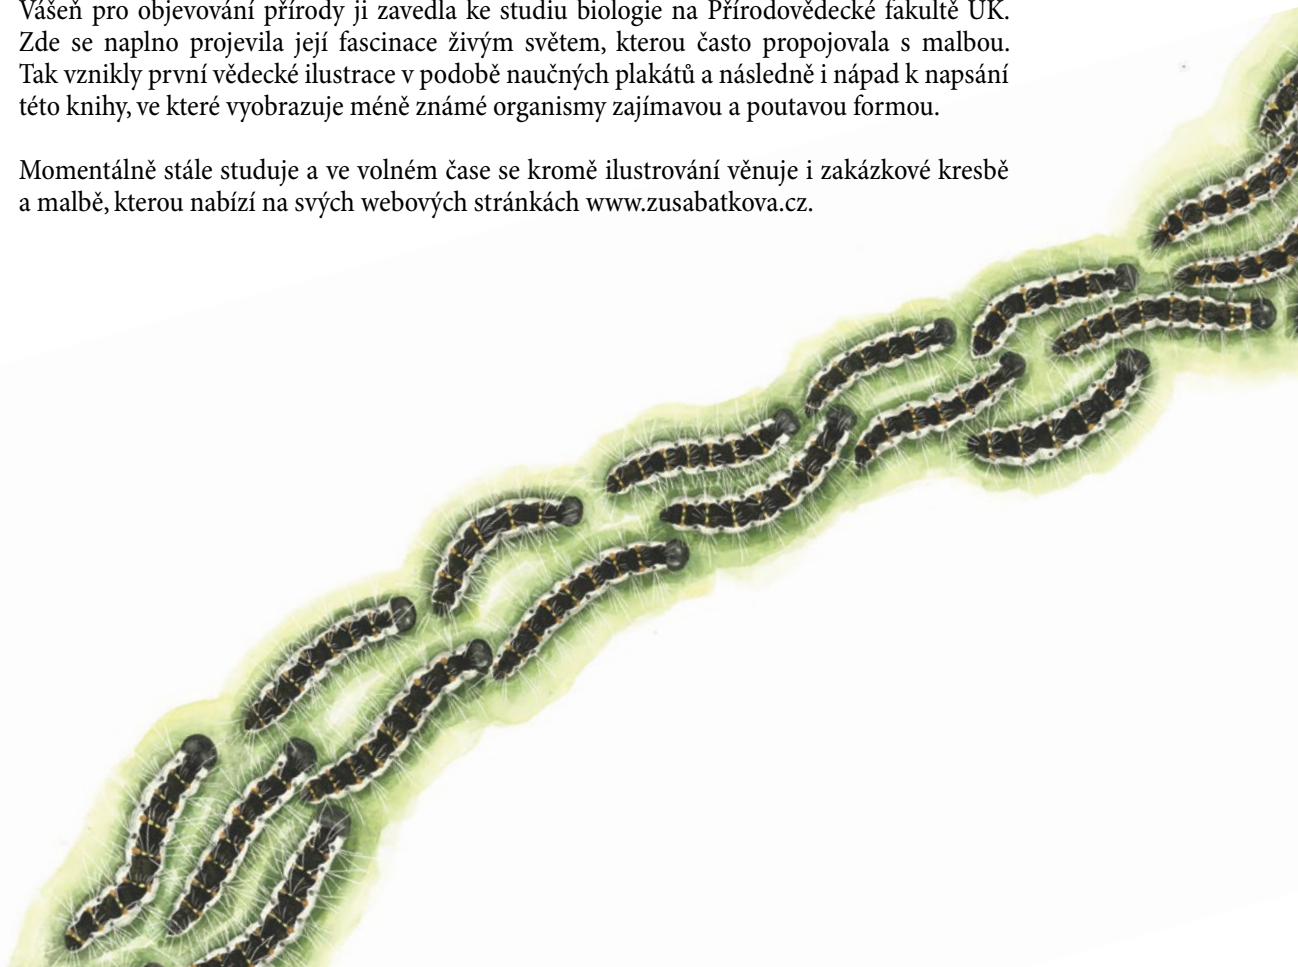 Vášeň pro objevování přírody ji zavedla ke studiu biologie na Přírodovědecké fakultě UK.
Zde se naplno projevila její fascinace živým světem, kterou často propojovala s malbou.
Tak vznikly první vědecké ilustrace v podobě naučných plakátů a následně i nápad k napsání
této knihy, ve které vyobrazuje méně známé organismy zajímavou a poutavou formou.
Momentálně stále studuje a ve volném čase se kromě ilustrování věnuje i zakázkové kresbě
a malbě, kterou nabízí na svých webových stránkách www.zusabatkova.cz.